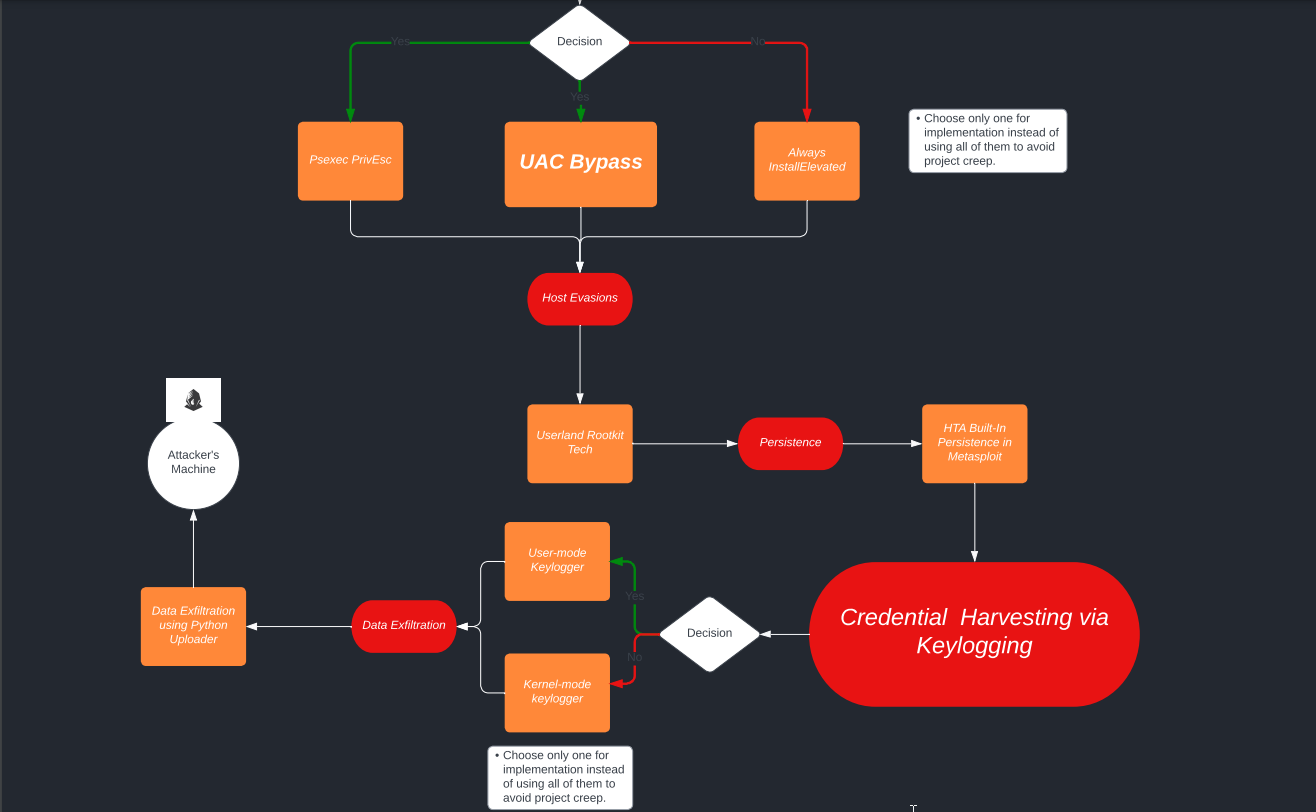 Decision
Yes
No
Yes
Psexec PrivEsc
UAC Bypass
Always
InstallElevated
• Choose only one for
implementation instead of
using all of them to avoid
project creep.
Host Evasions
Attacker's
Machine
Userland Rootkit
Tech
Persistence
HTA Built-In
Persistence in
Metasploit
User-mode
Keylogger
Yes
Data Exfiltration
using Python
Uploader
Data Exfiltration
Decision
Credential Harvesting via
Keylogging
No
Kernel-mode
keylogger
• Choose only one for
implementation instead
of using all of them to
avoid project creep.